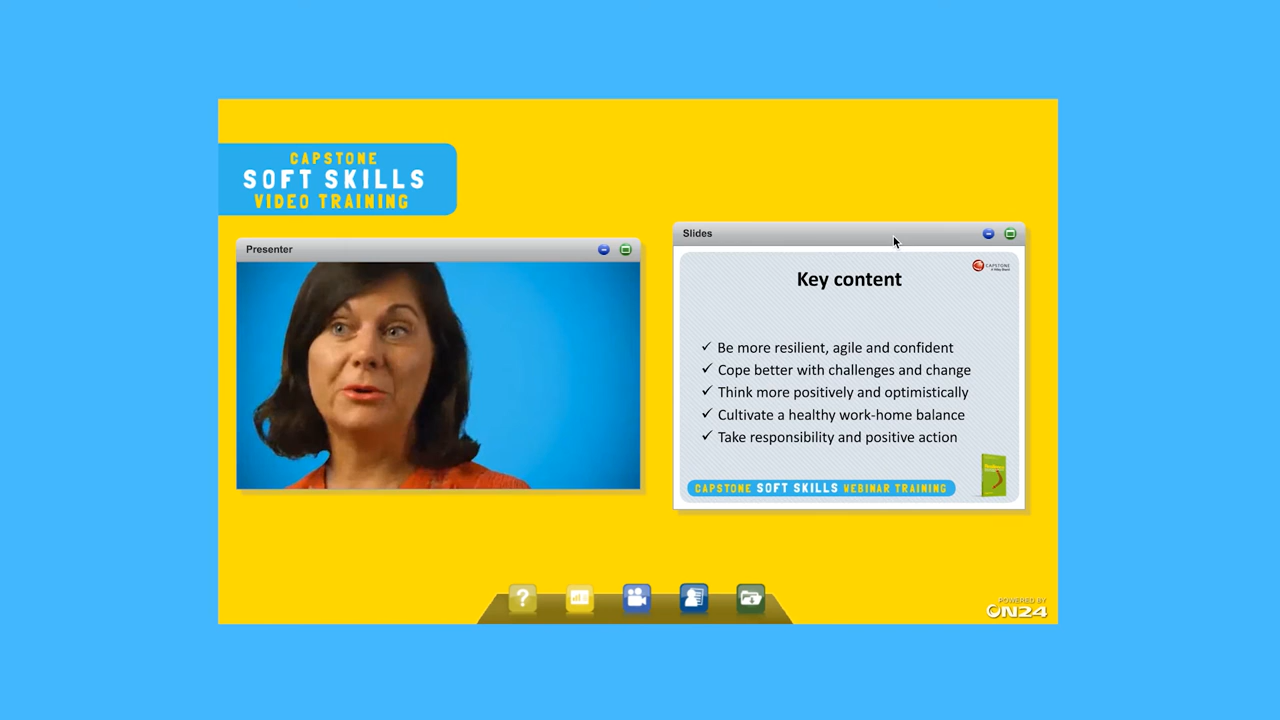 CAPSTONE
SOFT SKILLS
VIDEO TRAINING
Presenter
Slides
CAPSTONE
Key content
✓ Be more resilient, agile and confident
✓ Cope better with challenges and change
✓ Think more positively and optimistically
✓ Cultivate a healthy work-home balance
✓ Take responsibility and positive action
CAPSTONE SOFT SKILLS WEBINAR TRAINING
?
POWERED BY
ON24